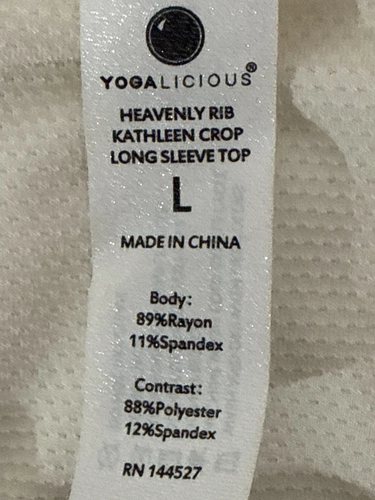 YOGALICIOUS®
HEAVENLY RIB
KATHLEEN CROP
LONG SLEEVE TOP
L
MADE IN CHINA
Body:
89%Rayon
11%Spandex
Contrast:
88%Polyester
12%Spandex
RN 144527